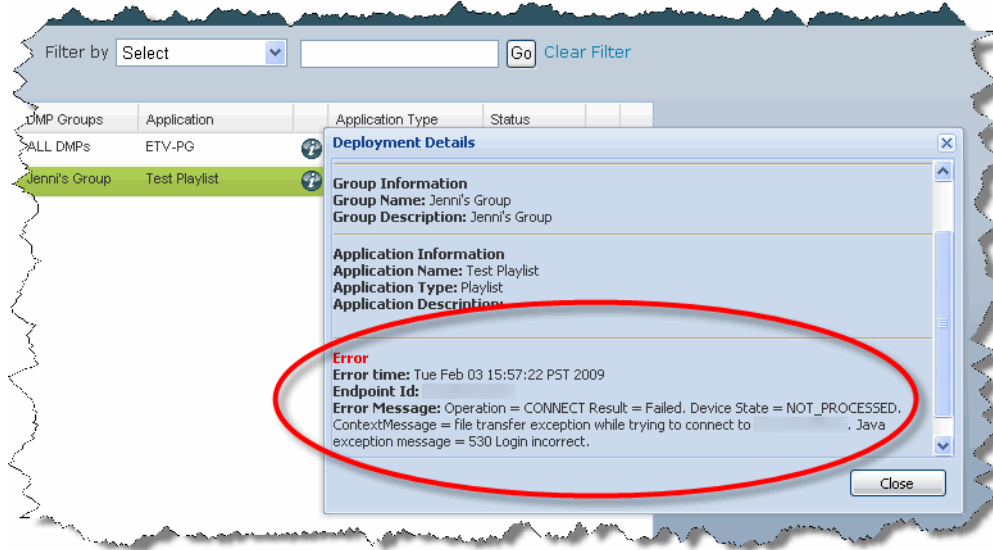 Filter by Select Go Clear Filter
DMP Groups Application Application Type Status
ALL DMPs ETV-PG
Jenni's Group Test Playlist
Deployment Details
Group Information
Group Name: Jenni's Group
Group Description: Jenni's Group
Application Information
Application Name: Test Playlist
Application Type: Playlist
Application Description:
Error
Error time: Tue Feb 03 15:57:22 PST 2009
Endpoint Id:
Error Message: Operation = CONNECT Result = Failed. Device State = NOT_PROCESSED.
ContextMessage = file transfer exception while trying to connect to . Java
exception message = 530 Login incorrect.
Close